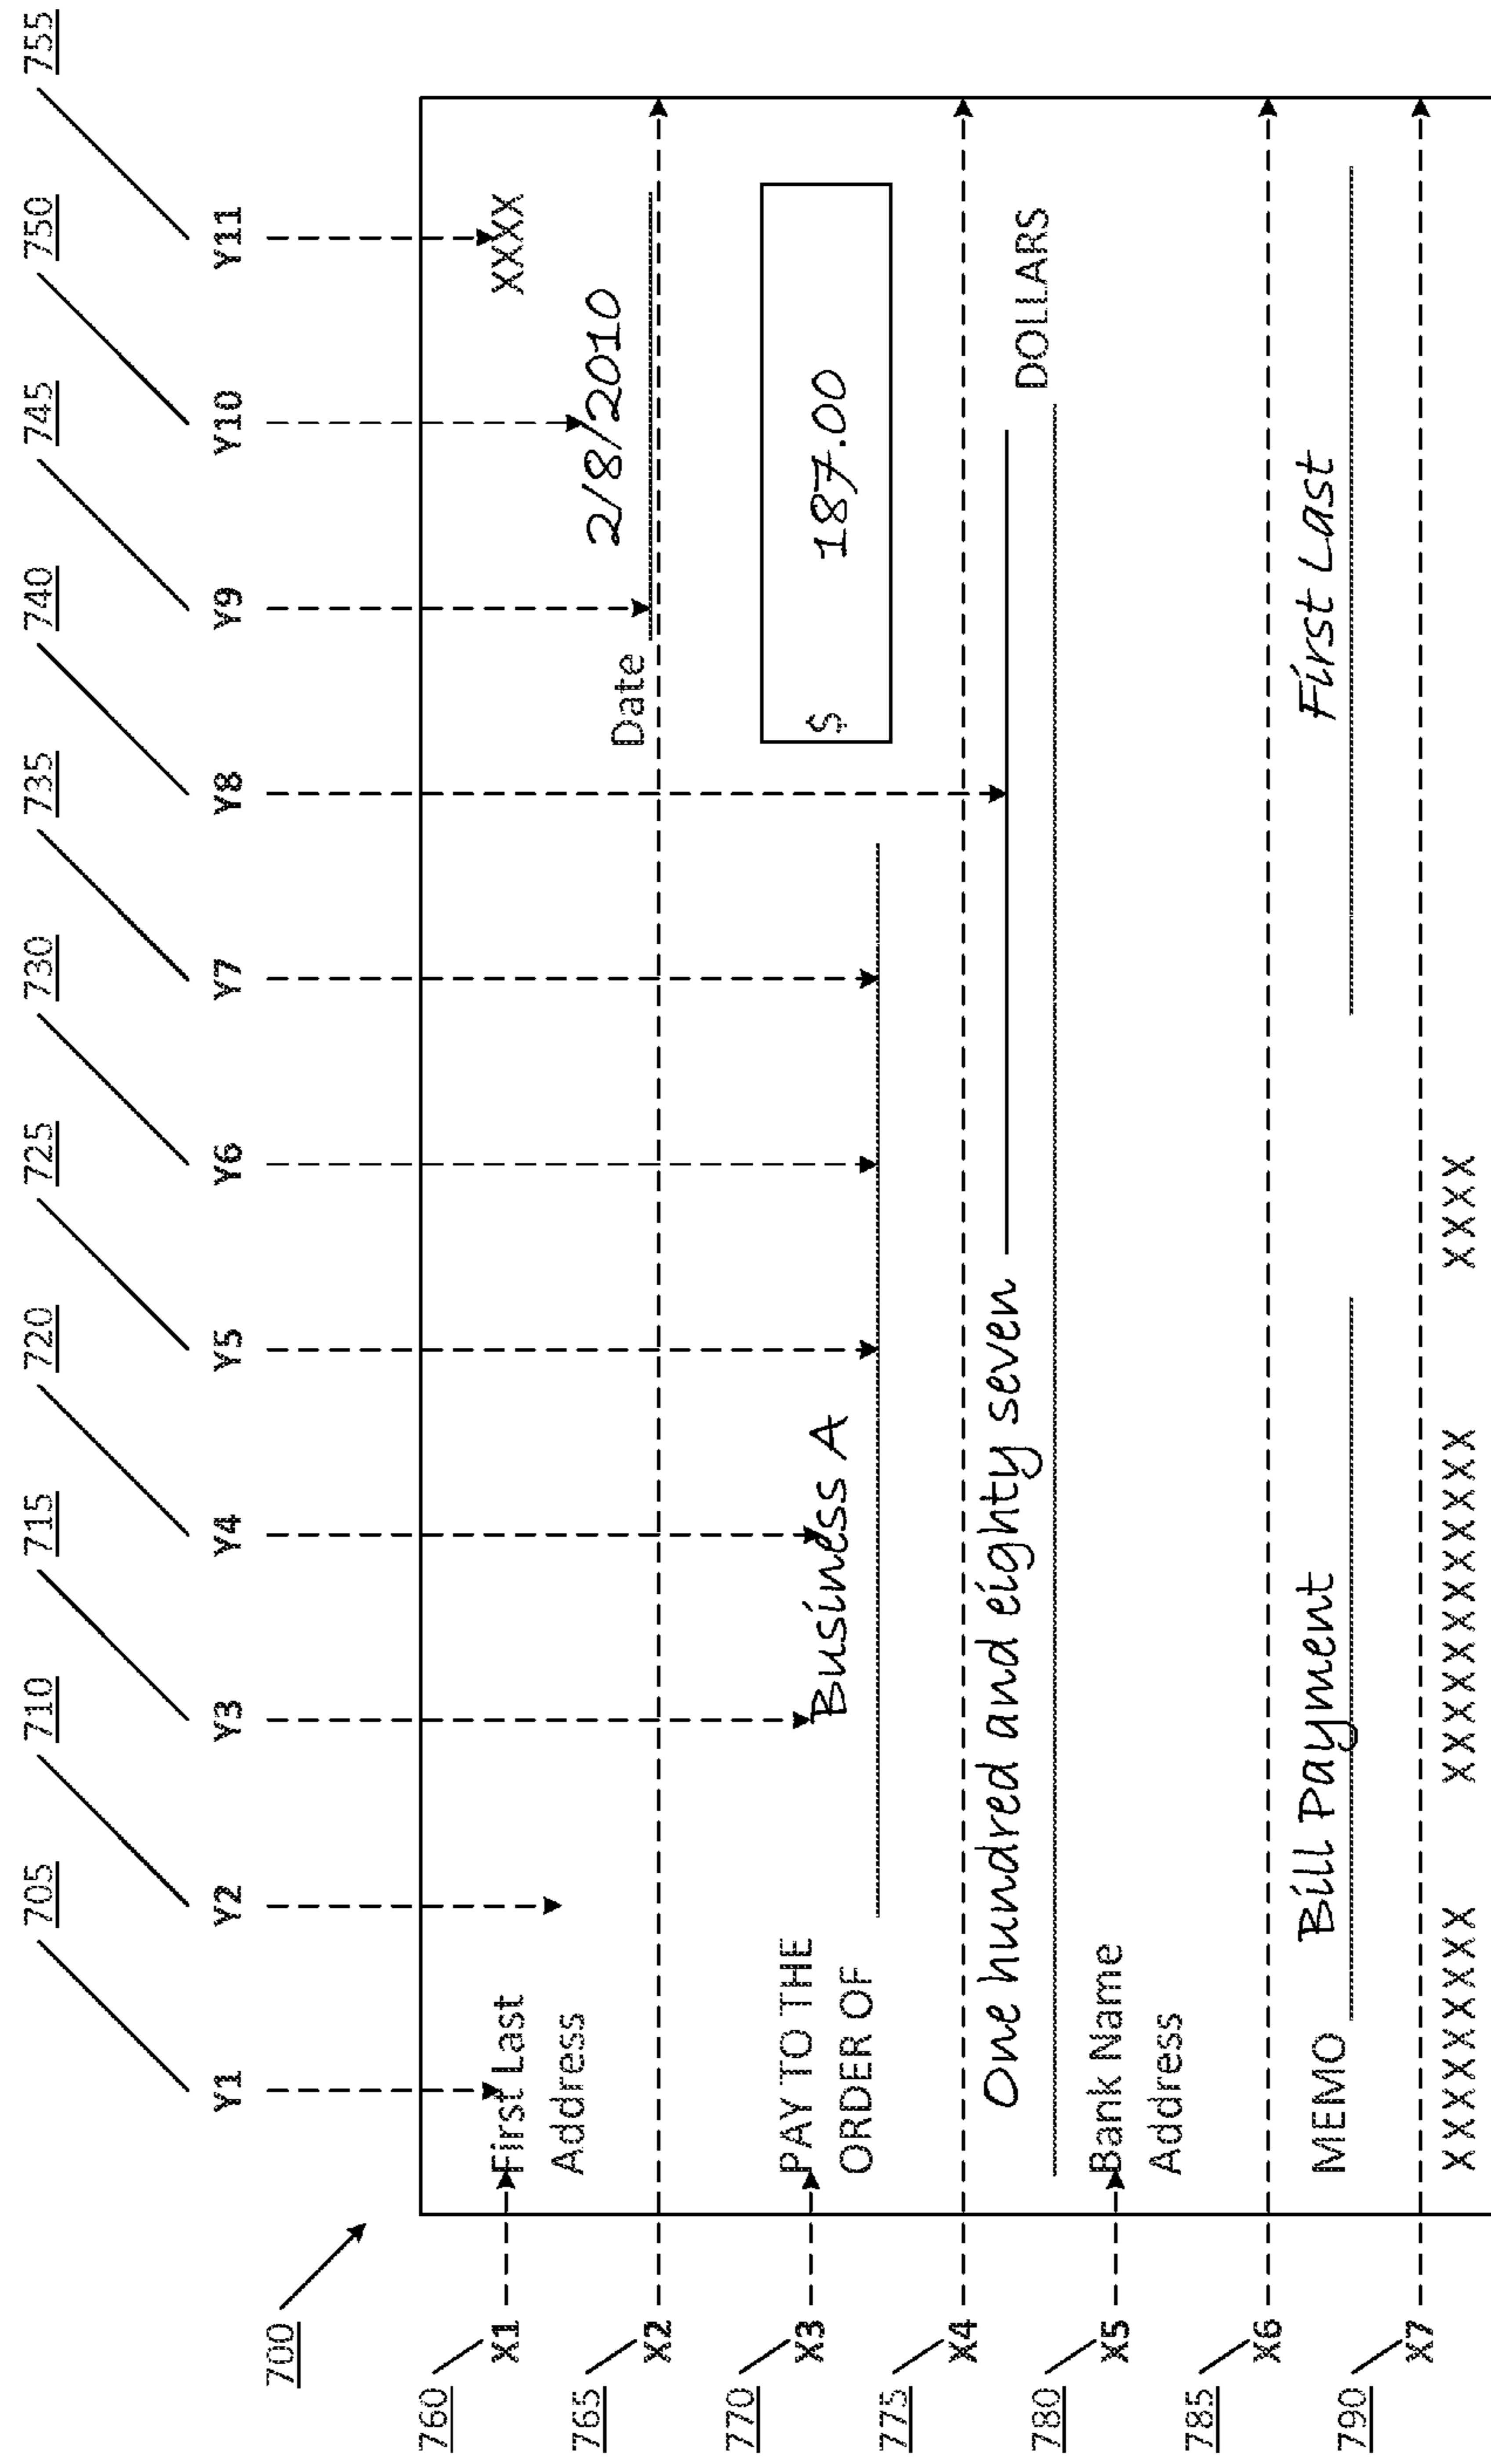 705 710 715 720 725 730 735 740 745 750 755
Y1 Y2 Y3 Y4 Y5 Y6 Y7 Y8 Y9 Y10 Y11
700
760
X1
First Last
XXXX
Address
2/8/2010
Date
765
X2
770
X3
PAY TO THE
ORDER OF
Business A
$ 187.00
775
X4
One hundred and eighty seven
DOLLARS
780
X5
Bank Name
Address
785
X6
MEMO Bill Payment
First Last
790
X7
XXXXXXXXX XXXXXXXXXXXX XXXX